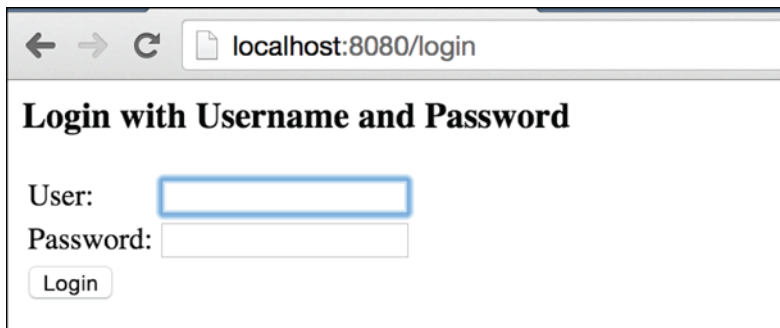 localhost:8080/login
Login with Username and Password
User:
Password:
Login